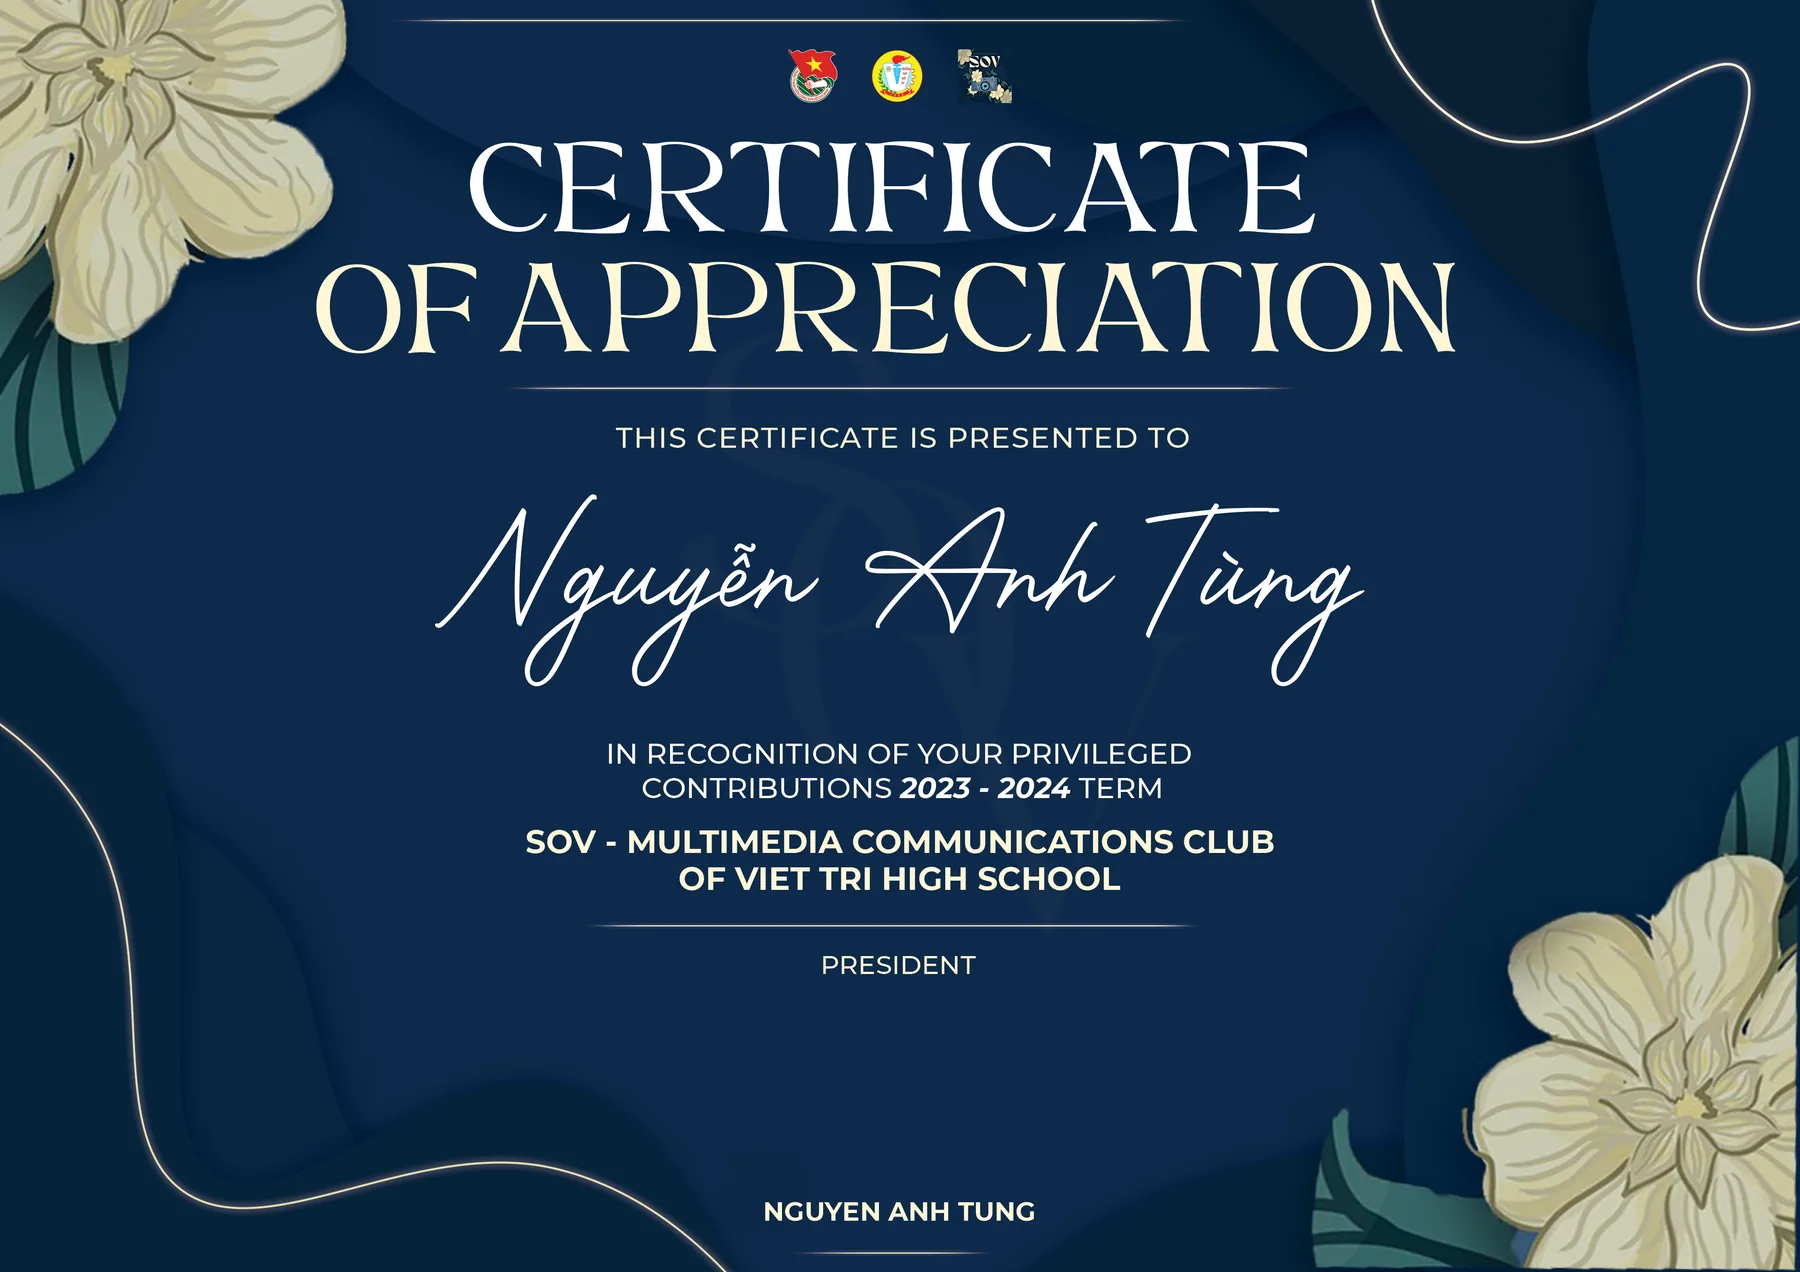 SOV
CERTIFICATE
OF APPRECIATION
THIS CERTIFICATE IS PRESENTED TO
Nguyễn Anh Tùng
IN RECOGNITION OF YOUR PRIVILEGED
CONTRIBUTIONS 2023 - 2024 TERM
SOV - MULTIMEDIA COMMUNICATIONS CLUB
OF VIET TRI HIGH SCHOOL
PRESIDENT
NGUYEN ANH TUNG